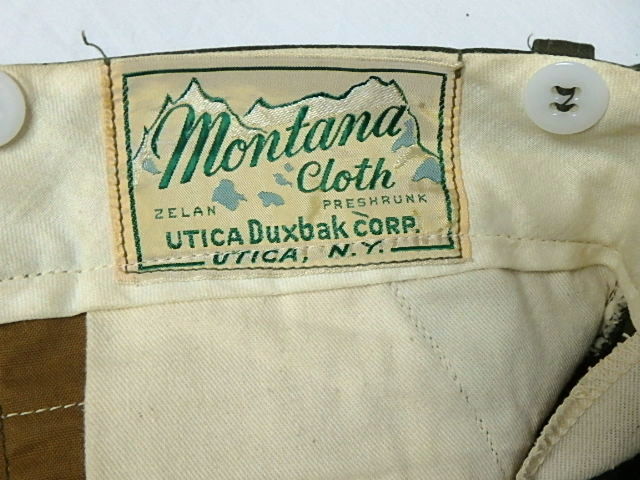 Montana
Cloth
ZELAN PRESHRUNK
UTICA Duxbak CORP.
UTICA, N.Y.